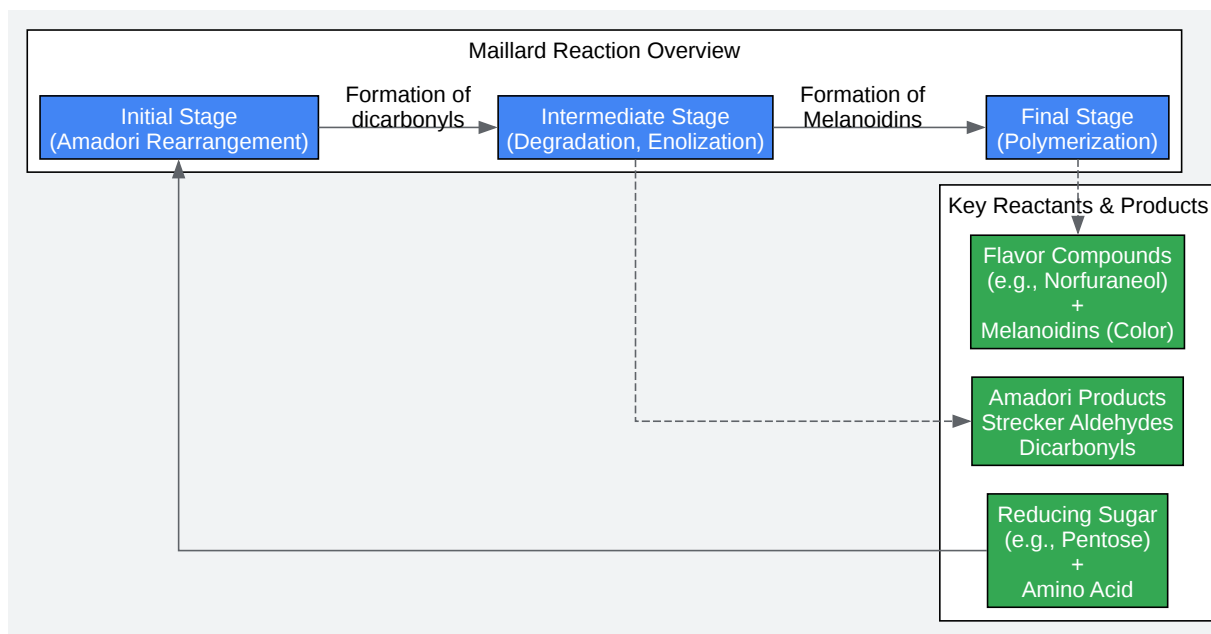 Maillard Reaction Overview
Initial Stage
(Amadori Rearrangement)
Formation of
dicarbonyls
Intermediate Stage
(Degradation, Enolization)
Formation of
Melanoidins
Final Stage
(Polymerization)
Key Reactants & Products
Flavor Compounds
(e.g., Norfuraneol)
+
Melanoidins (Color)
Amadori Products
Strecker Aldehydes
Dicarbonyls
Reducing Sugar
(e.g., Pentose)
+
Amino Acid